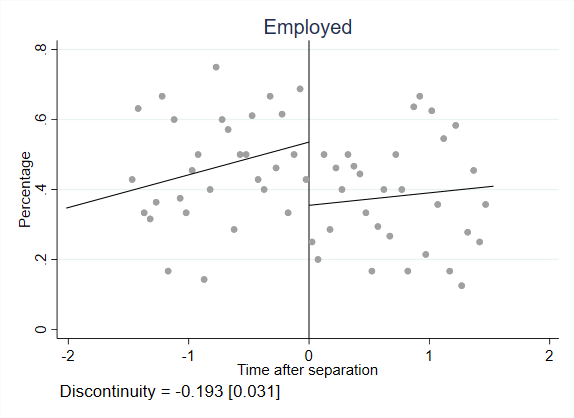 Employed
Percentage
.8
.6
.4
.2
0
-2 -1 0 1 2
Time after separation
Discontinuity = -0.193 [0.031]